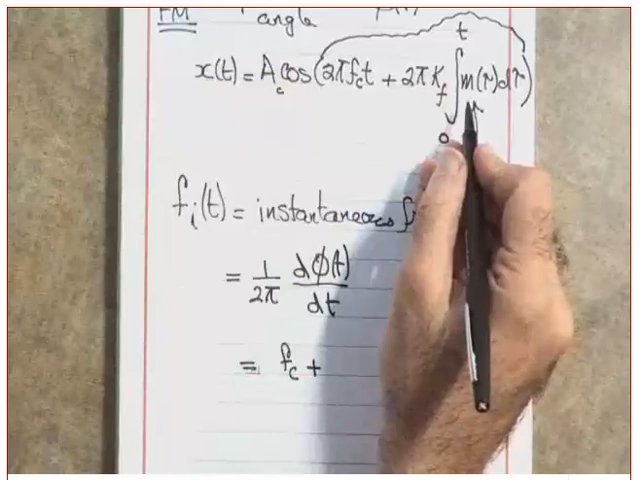 FM angle
x(t) = A_c cos(2πf_c t + 2πK_f ∫_0^t m(τ)dτ)
f_i(t) = instantaneous
= 1/2π dϕ(t)/dt
= f_c +